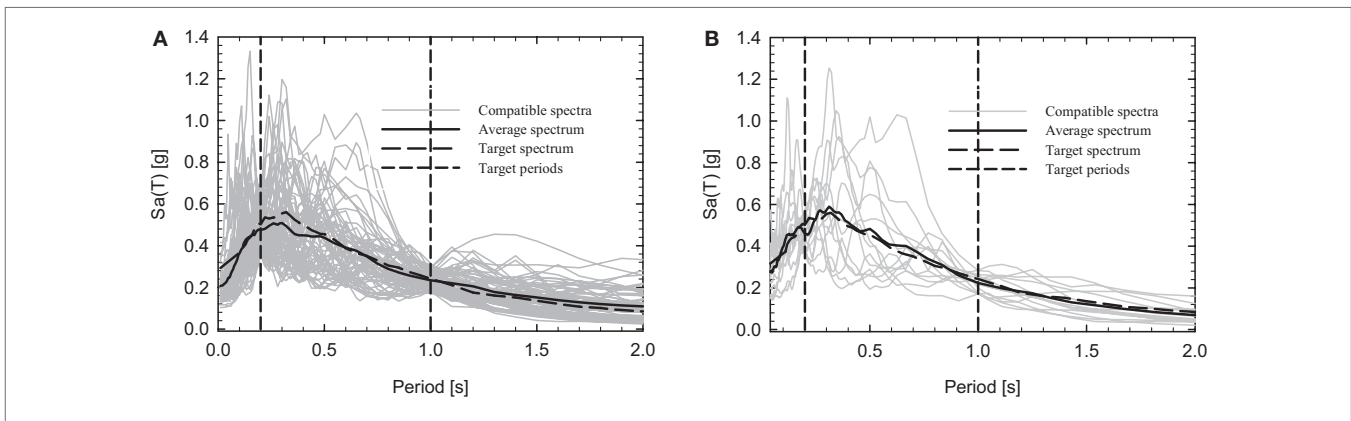 A
Sa(T) [g]
1.4
1.2
1.0
0.8
0.6
0.4
0.2
0.0
Compatible spectra
Average spectrum
Target spectrum
Target periods
0.0 0.5 1.0 1.5 2.0
Period [s]
B
Sa(T) [g]
1.4
1.2
1.0
0.8
0.6
0.4
0.2
0.0
Compatible spectra
Average spectrum
Target spectrum
Target periods
0.5 1.0 1.5 2.0
Period [s]